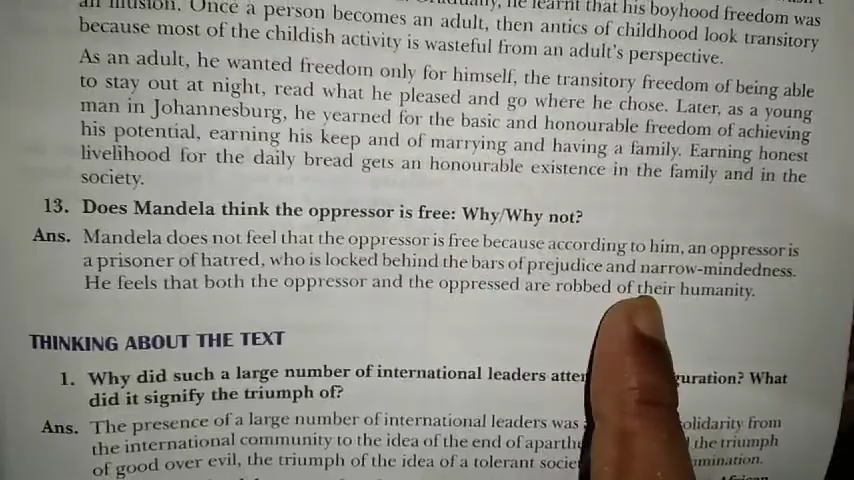 an illusion. Once a person becomes an adult, then antics of childhood look transitory
he learnt that his boyhood freedom was
because most of the childish activity is wasteful from an adult's perspective.
As an adult, he wanted freedom only for himself, the transitory freedom of being able
to stay out at night, read what he pleased and go where he chose. Later, as a young
man in Johannesburg, he yearned for the basic and honourable freedom of achieving
his potential, earning his keep and of marrying and having a family. Earning honest
livelihood for the daily bread gets an honourable existence in the family and in the
society.
13. Does Mandela think the oppressor is free: Why/Why not?
Ans. Mandela does not feel that the oppressor is free because according to him, an oppressor is
a prisoner of hatred, who is locked behind the bars of prejudice and narrow-mindedness.
He feels that both the oppressor and the oppressed are robbed of their humanity.
THINKING ABOUT THE TEXT
1. Why did such a large number of international leaders What
did it signify the triumph of?
Ans. The presence of a large number of international leaders was from
the international community to the idea of the end of the triumph
of good over evil, the triumph of the idea of a tolerant